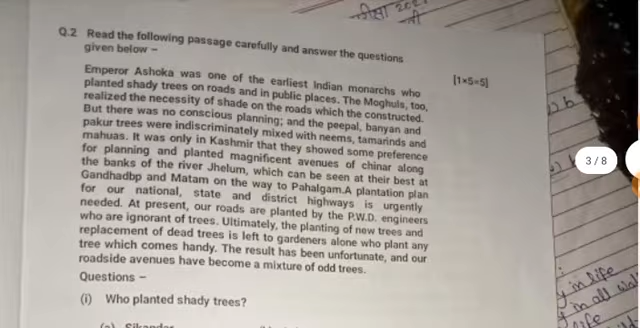 परीक्षा 202
Q.2 Read the following passage carefully and answer the questions
given below –
[1×5=5]
Emperor Ashoka was one of the earliest Indian monarchs who
planted shady trees on roads and in public places. The Moghuls, too,
realized the necessity of shade on the roads which the constructed.
But there was no conscious planning; and the peepal, banyan and
pakur trees were indiscriminately mixed with neems, tamarinds and
mahuas. It was only in Kashmir that they showed some preference
for planning and planted magnificent avenues of chinar along
the banks of the river Jhelum, which can be seen at their best at
Gandhadbp and Matam on the way to Pahalgam.A plantation plan
for our national, state and district highways is urgently
needed. At present, our roads are planted by the P.W.D. engineers
who are ignorant of trees. Ultimately, the planting of new trees and
replacement of dead trees is left to gardeners alone who plant any
tree which comes handy. The result has been unfortunate, and our
roadside avenues have become a mixture of odd trees.
Questions –
(i) Who planted shady trees?
(a) Sikandar
3/8
in life
in all
life